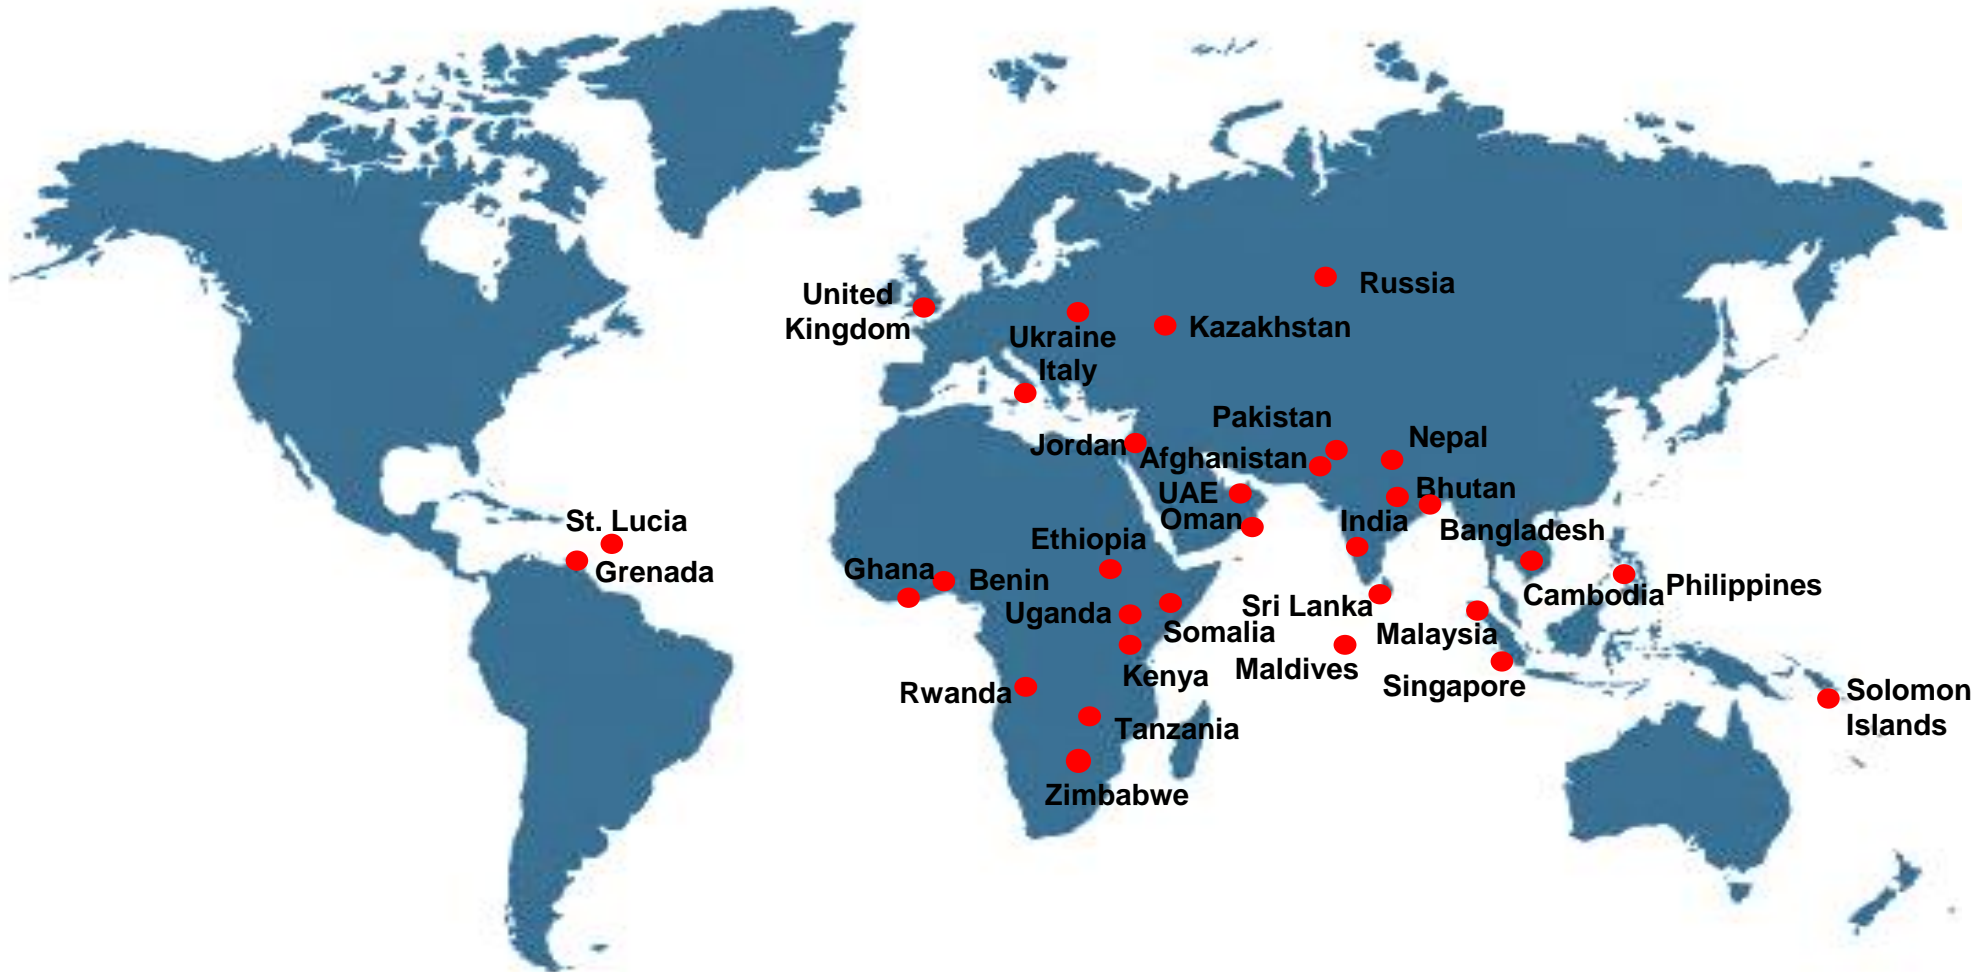 Russia
United
Kingdom
Ukraine
Kazakhstan
Italy
Pakistan
Nepal
Jordan
Afghanistan
UAE
Bhutan
Oman
India
Bangladesh
St. Lucia
Grenada
Ethiopia
Ghana
Benin
Uganda
Somalia
Sri Lanka
Cambodia
Philippines
Malaysia
Kenya
Maldives
Singapore
Rwanda
Solomon
Islands
Tanzania
Zimbabwe